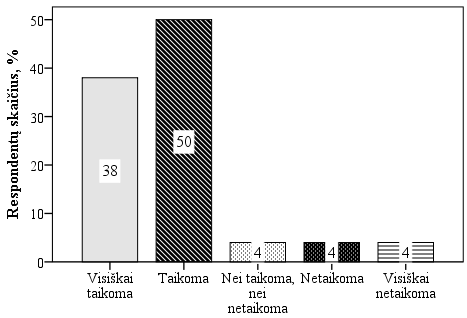 Respondentų skaičius, %
50
40
30
20
10
0
38
50
4
4
4
Visiškai
taikoma
Taikoma
Nei taikoma,
nei
netaikoma
Netaikoma
Visiškai
netaikoma